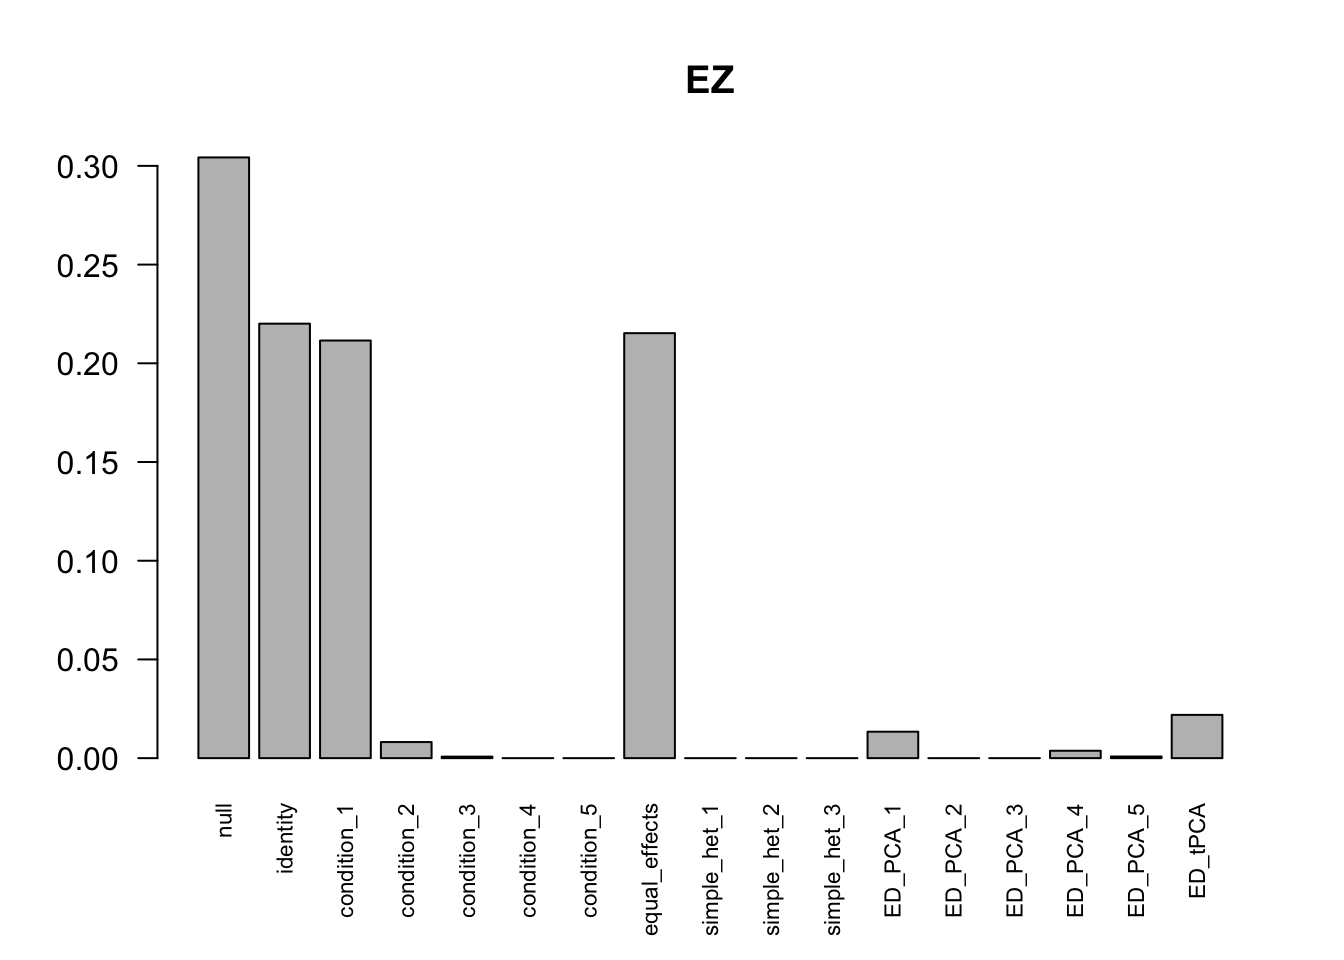 EZ
0.30
0.25
0.20
0.15
0.10
0.05
0.00
null
identity
condition_1
condition_2
condition_3
condition_4
condition_5
equal_effects
simple_het_1
simple_het_2
simple_het_3
ED_PCA_1
ED_PCA_2
ED_PCA_3
ED_PCA_4
ED_PCA_5
ED_tPCA